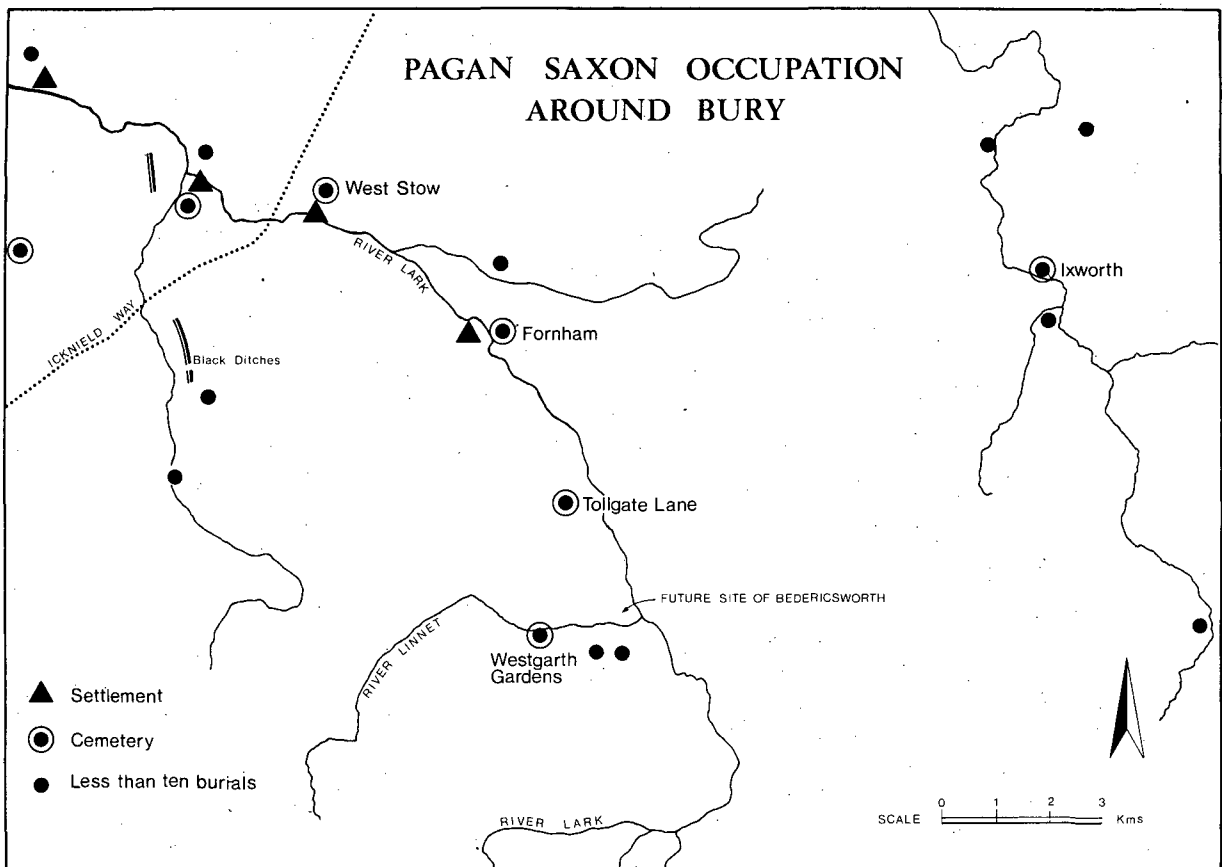 PAGAN SAXON OCCUPATION
AROUND BURY
West Stow
RIVER LARK
Ixworth
ICKNIELD WAY
Fornham
Black Ditches
Tollgate Lane
FUTURE SITE OF BEDERICSWORTH
RIVER LINNET
Westgarth
Gardens
Settlement
Cemetery
Less than ten burials
RIVER LARK
SCALE 0 1 2 3 Kms